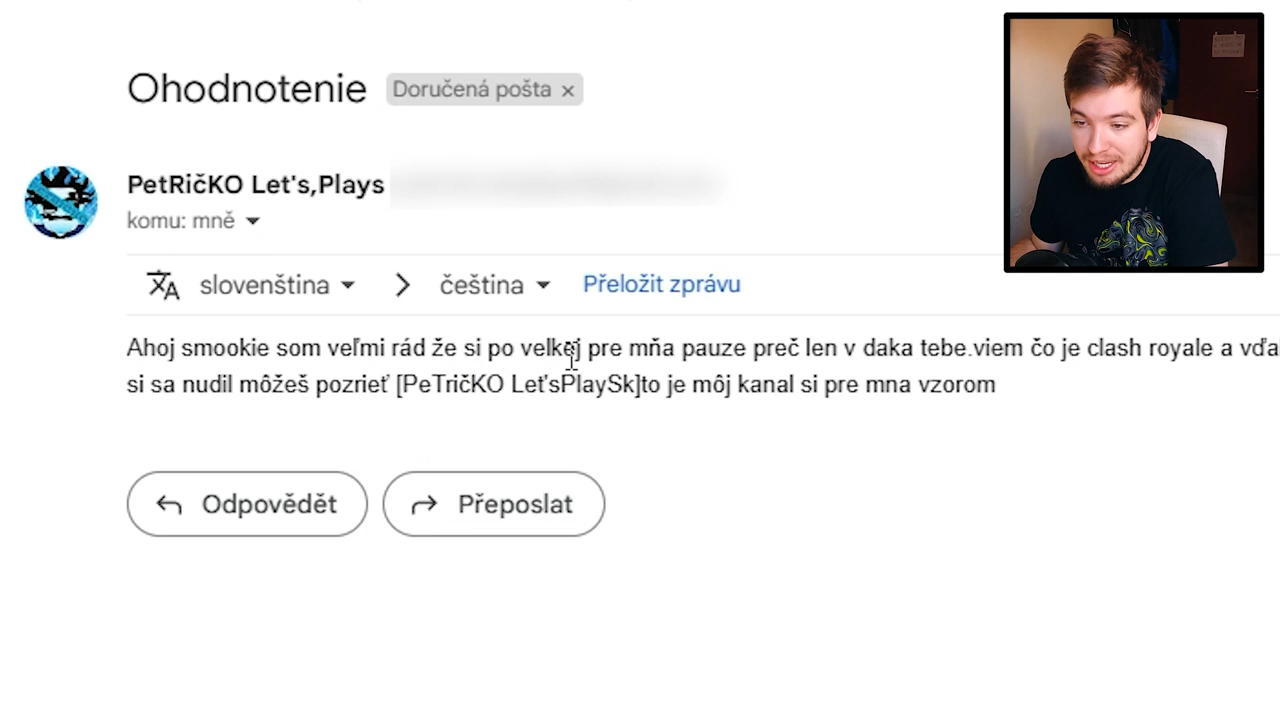 Ohodnotenie Doručená pošta ×
PetRičKO Let's,Plays
komu: mně
slovenština čeština Přeložit zprávu
Ahoj smookie som veľmi rád že si po velkej pre mňa pauze preč len v daka tebe.viem čo je clash royale a vďa
si sa nudil môžeš pozrieť [PeTričKO Leťs​PlaySk]to je môj kanal si pre mna vzorom
Odpovědět Přeposlat